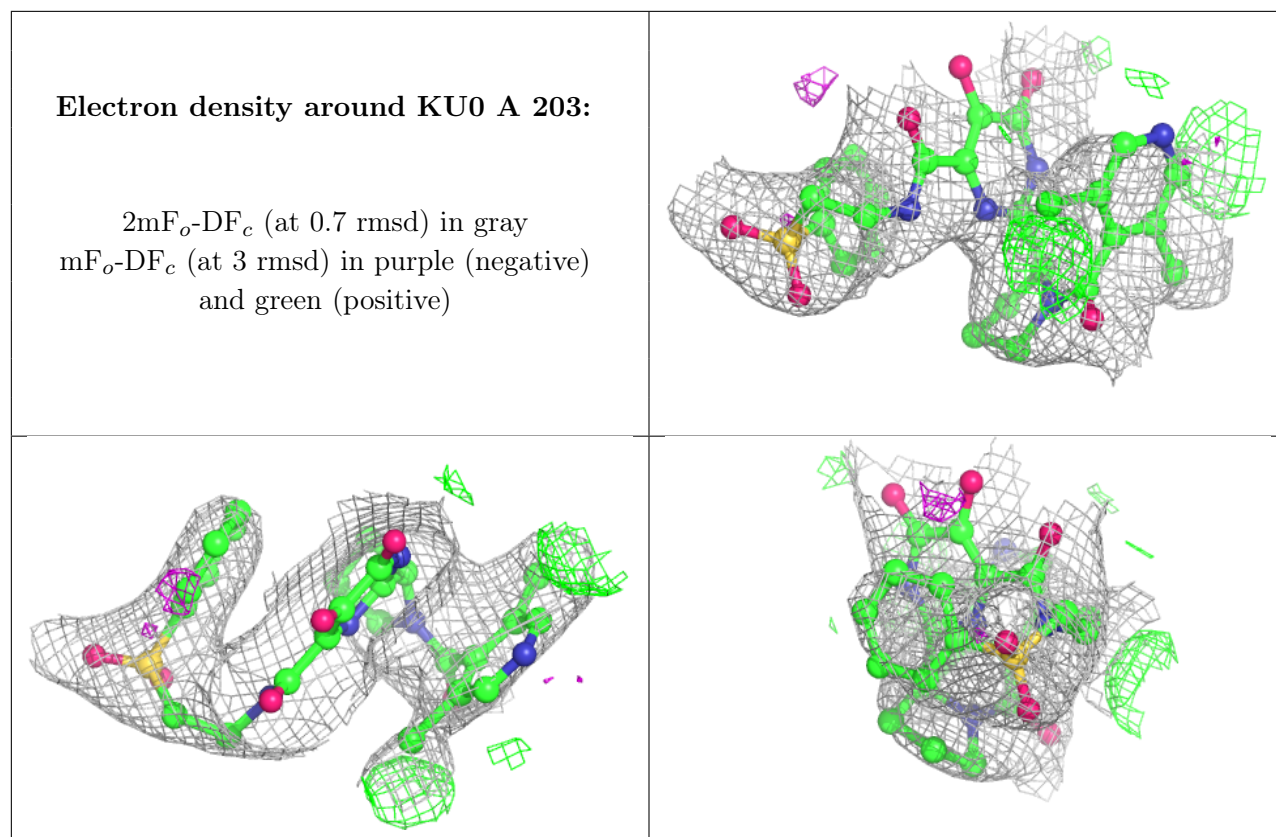 Electron density around KU0 A 203:
2mFo-DFc (at 0.7 rmsd) in gray
mFo-DFc (at 3 rmsd) in purple (negative)
and green (positive)